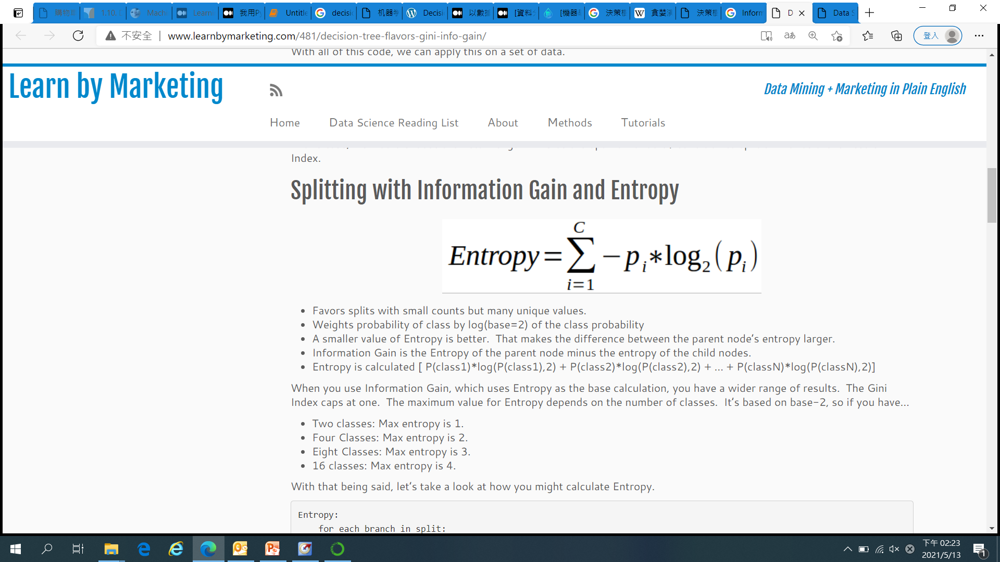 購物
1.10.
Machi
Learni
我用Py
Untitle
decisi
机器学
Decisi
以數據
[資料分
[機器
決策樹
貪婪演
決策樹
Inform
D
Data S
不安全 | www.learnbymarketing.com/481/decision-tree-flavors-gini-info-gain/
登入
With all of this code, we can apply this on a set of data.
Learn by Marketing
Data Mining + Marketing in Plain English
Home Data Science Reading List About Methods Tutorials
Index.
Splitting with Information Gain and Entropy
Entropy = ∑_{i=1}^{C} − p_i * log_2 ( p_i )
• Favors splits with small counts but many unique values.
• Weights probability of class by log(base=2) of the class probability
• A smaller value of Entropy is better. That makes the difference between the parent node’s entropy larger.
• Information Gain is the Entropy of the parent node minus the entropy of the child nodes.
• Entropy is calculated [ P(class1)*log(P(class1),2) + P(class2)*log(P(class2),2) + … + P(classN)*log(P(classN),2)]
When you use Information Gain, which uses Entropy as the base calculation, you have a wider range of results. The Gini
Index caps at one. The maximum value for Entropy depends on the number of classes. It’s based on base-2, so if you have…
• Two classes: Max entropy is 1.
• Four Classes: Max entropy is 2.
• Eight Classes: Max entropy is 3.
• 16 classes: Max entropy is 4.
With that being said, let’s take a look at how you might calculate Entropy.
Entropy:
for each branch in split:
下午 02:23
2021/5/13
1